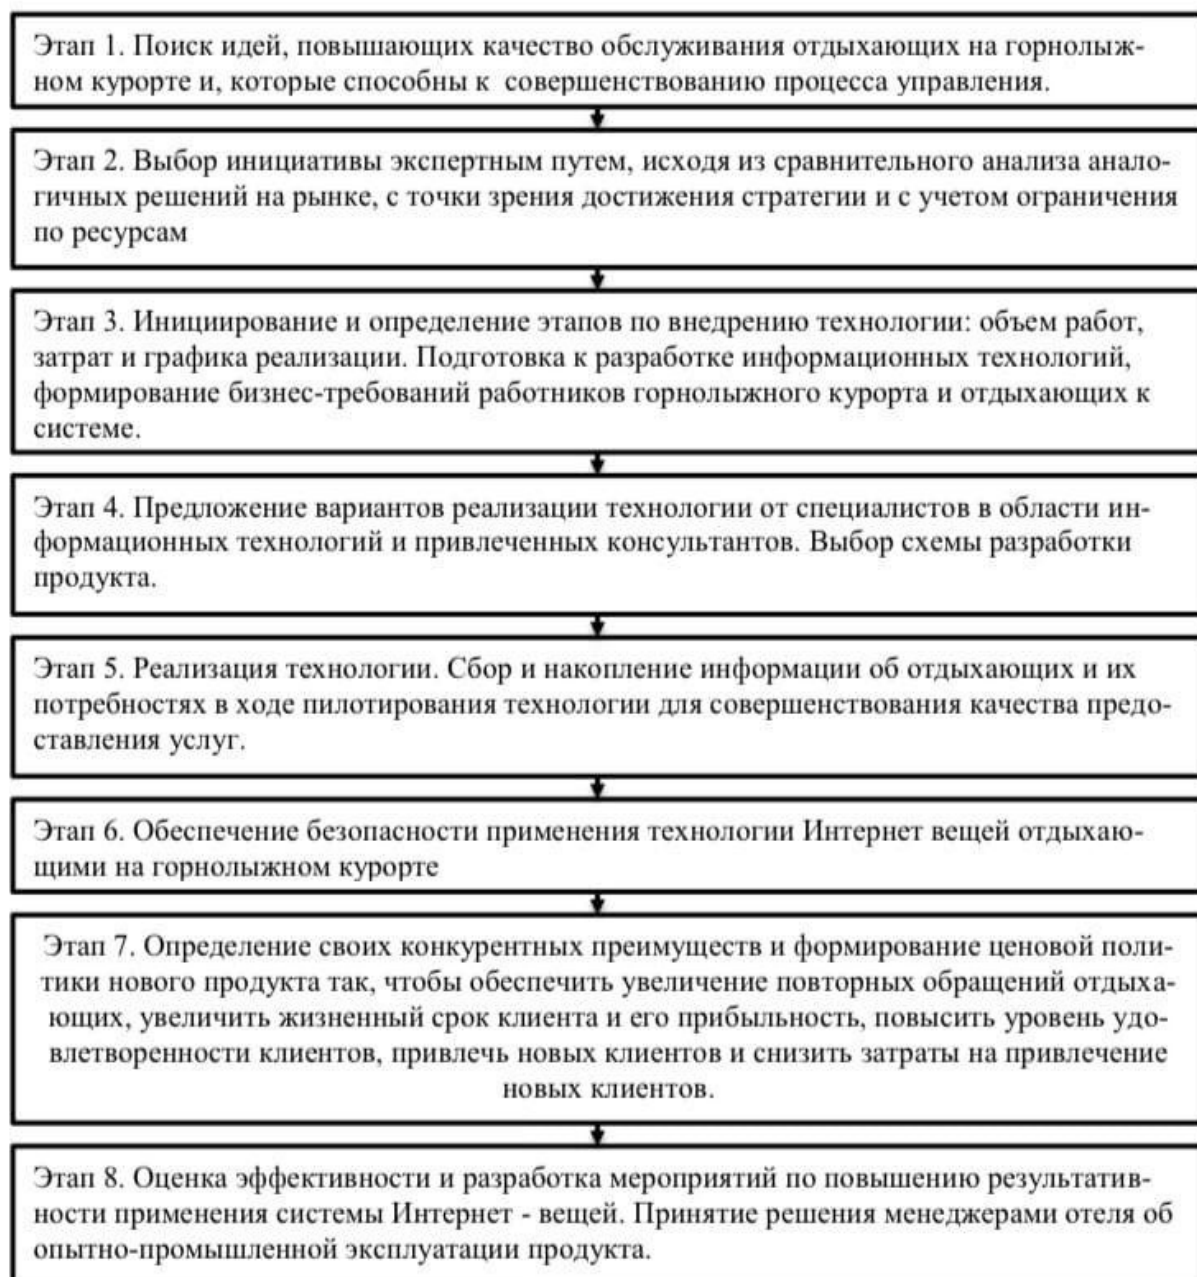 Этап 1. Поиск идей, повышающих качество обслуживания отдыхающих на горнолыж-
ном курорте и, которые способны к  совершенствованию процесса управления.
Этап 2. Выбор инициативы экспертным путем, исходя из сравнительного анализа анало-
гичных решений на рынке, с точки зрения достижения стратегии и с учетом ограничения
по ресурсам
Этап 3. Инициирование и определение этапов по внедрению технологии: объем работ,
затрат и графика реализации. Подготовка к разработке информационных технологий,
формирование бизнес-требований работников горнолыжного курорта и отдыхающих к
системе.
Этап 4. Предложение вариантов реализации технологии от специалистов в области ин-
формационных технологий и привлеченных консультантов. Выбор схемы разработки
продукта.
Этап 5. Реализация технологии. Сбор и накопление информации об отдыхающих и их
потребностях в ходе пилотирования технологии для совершенствования качества предо-
ставления услуг.
Этап 6. Обеспечение безопасности применения технологии Интернет вещей отдыхаю-
щими на горнолыжном курорте
Этап 7. Определение своих конкурентных преимуществ и формирование ценовой поли-
тики нового продукта так, чтобы обеспечить увеличение повторных обращений отдыха-
ющих, увеличить жизненный срок клиента и его прибыльность, повысить уровень удо-
влетворенности клиентов, привлечь новых клиентов и снизить затраты на привлечение
новых клиентов.
Этап 8. Оценка эффективности и разработка мероприятий по повышению результатив-
ности применения системы Интернет - вещей. Принятие решения менеджерами отеля об
опытно-промышленной эксплуатации продукта.